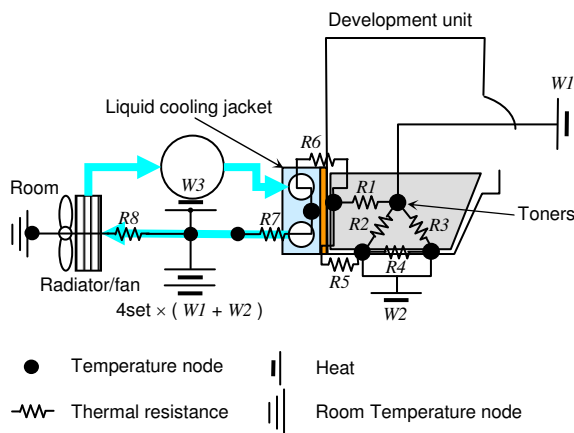 Development unit
W1
Liquid cooling jacket
R6
W3
Room
R1
R2
R3
Toners
R8
R7
R4
R5
Radiator/fan
W2
4set × ( W1 + W2 )
Temperature node
Heat
Thermal resistance
Room Temperature node